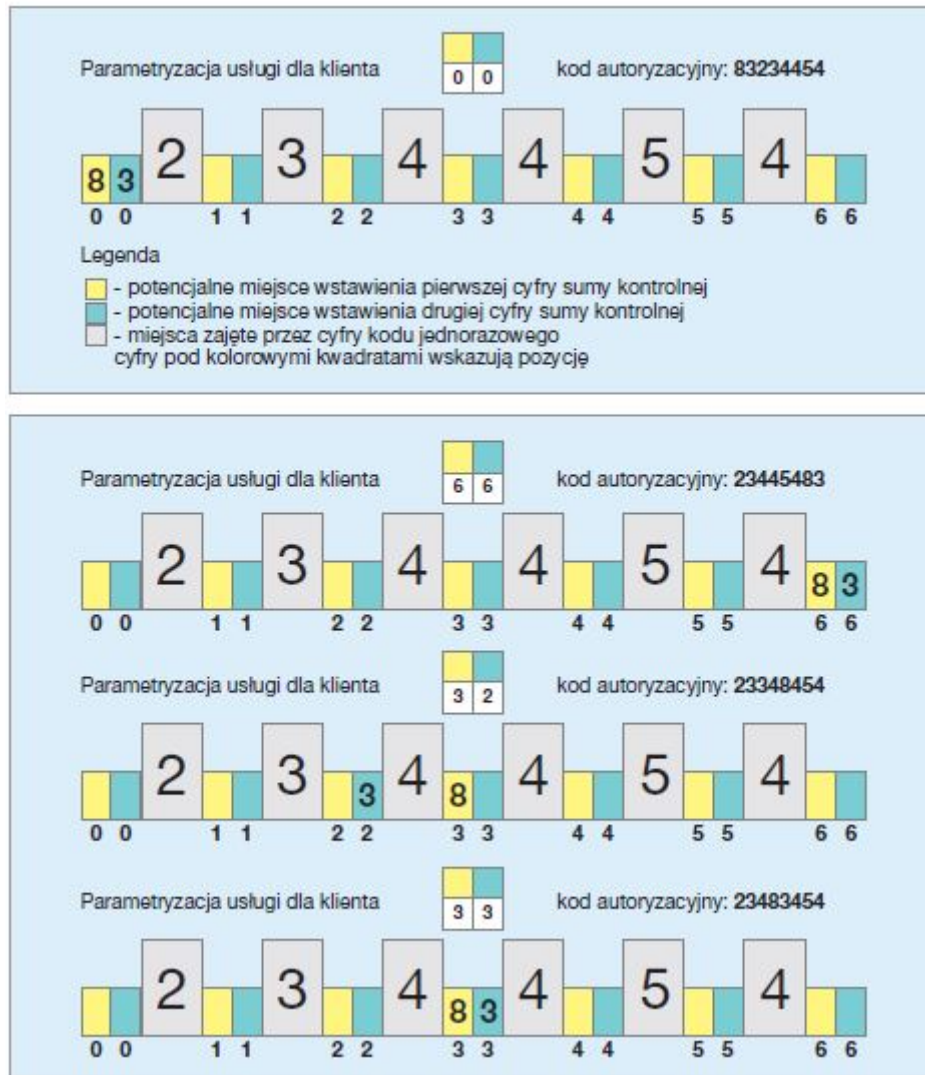 Parametryzacja usługi dla klienta 0 0 kod autoryzacyjny: 83234454
8 3 2 3 4 4 5 4
0 0 1 1 2 2 3 3 4 4 5 5 6 6
Legenda
- potencjalne miejsce wstawienia pierwszej cyfry sumy kontrolnej
- potencjalne miejsce wstawienia drugiej cyfry sumy kontrolnej
- miejsca zajęte przez cyfry kodu jednorazowego
cyfry pod kolorowymi kwadratami wskazują pozycję
Parametryzacja usługi dla klienta 6 6 kod autoryzacyjny: 23445483
2 3 4 4 5 4 8 3
0 0 1 1 2 2 3 3 4 4 5 5 6 6
Parametryzacja usługi dla klienta 3 2 kod autoryzacyjny: 23348454
2 3 3 4 8 4 5 4
0 0 1 1 2 2 3 3 4 4 5 5 6 6
Parametryzacja usługi dla klienta 3 3 kod autoryzacyjny: 23483454
2 3 4 8 3 4 5 4
0 0 1 1 2 2 3 3 4 4 5 5 6 6